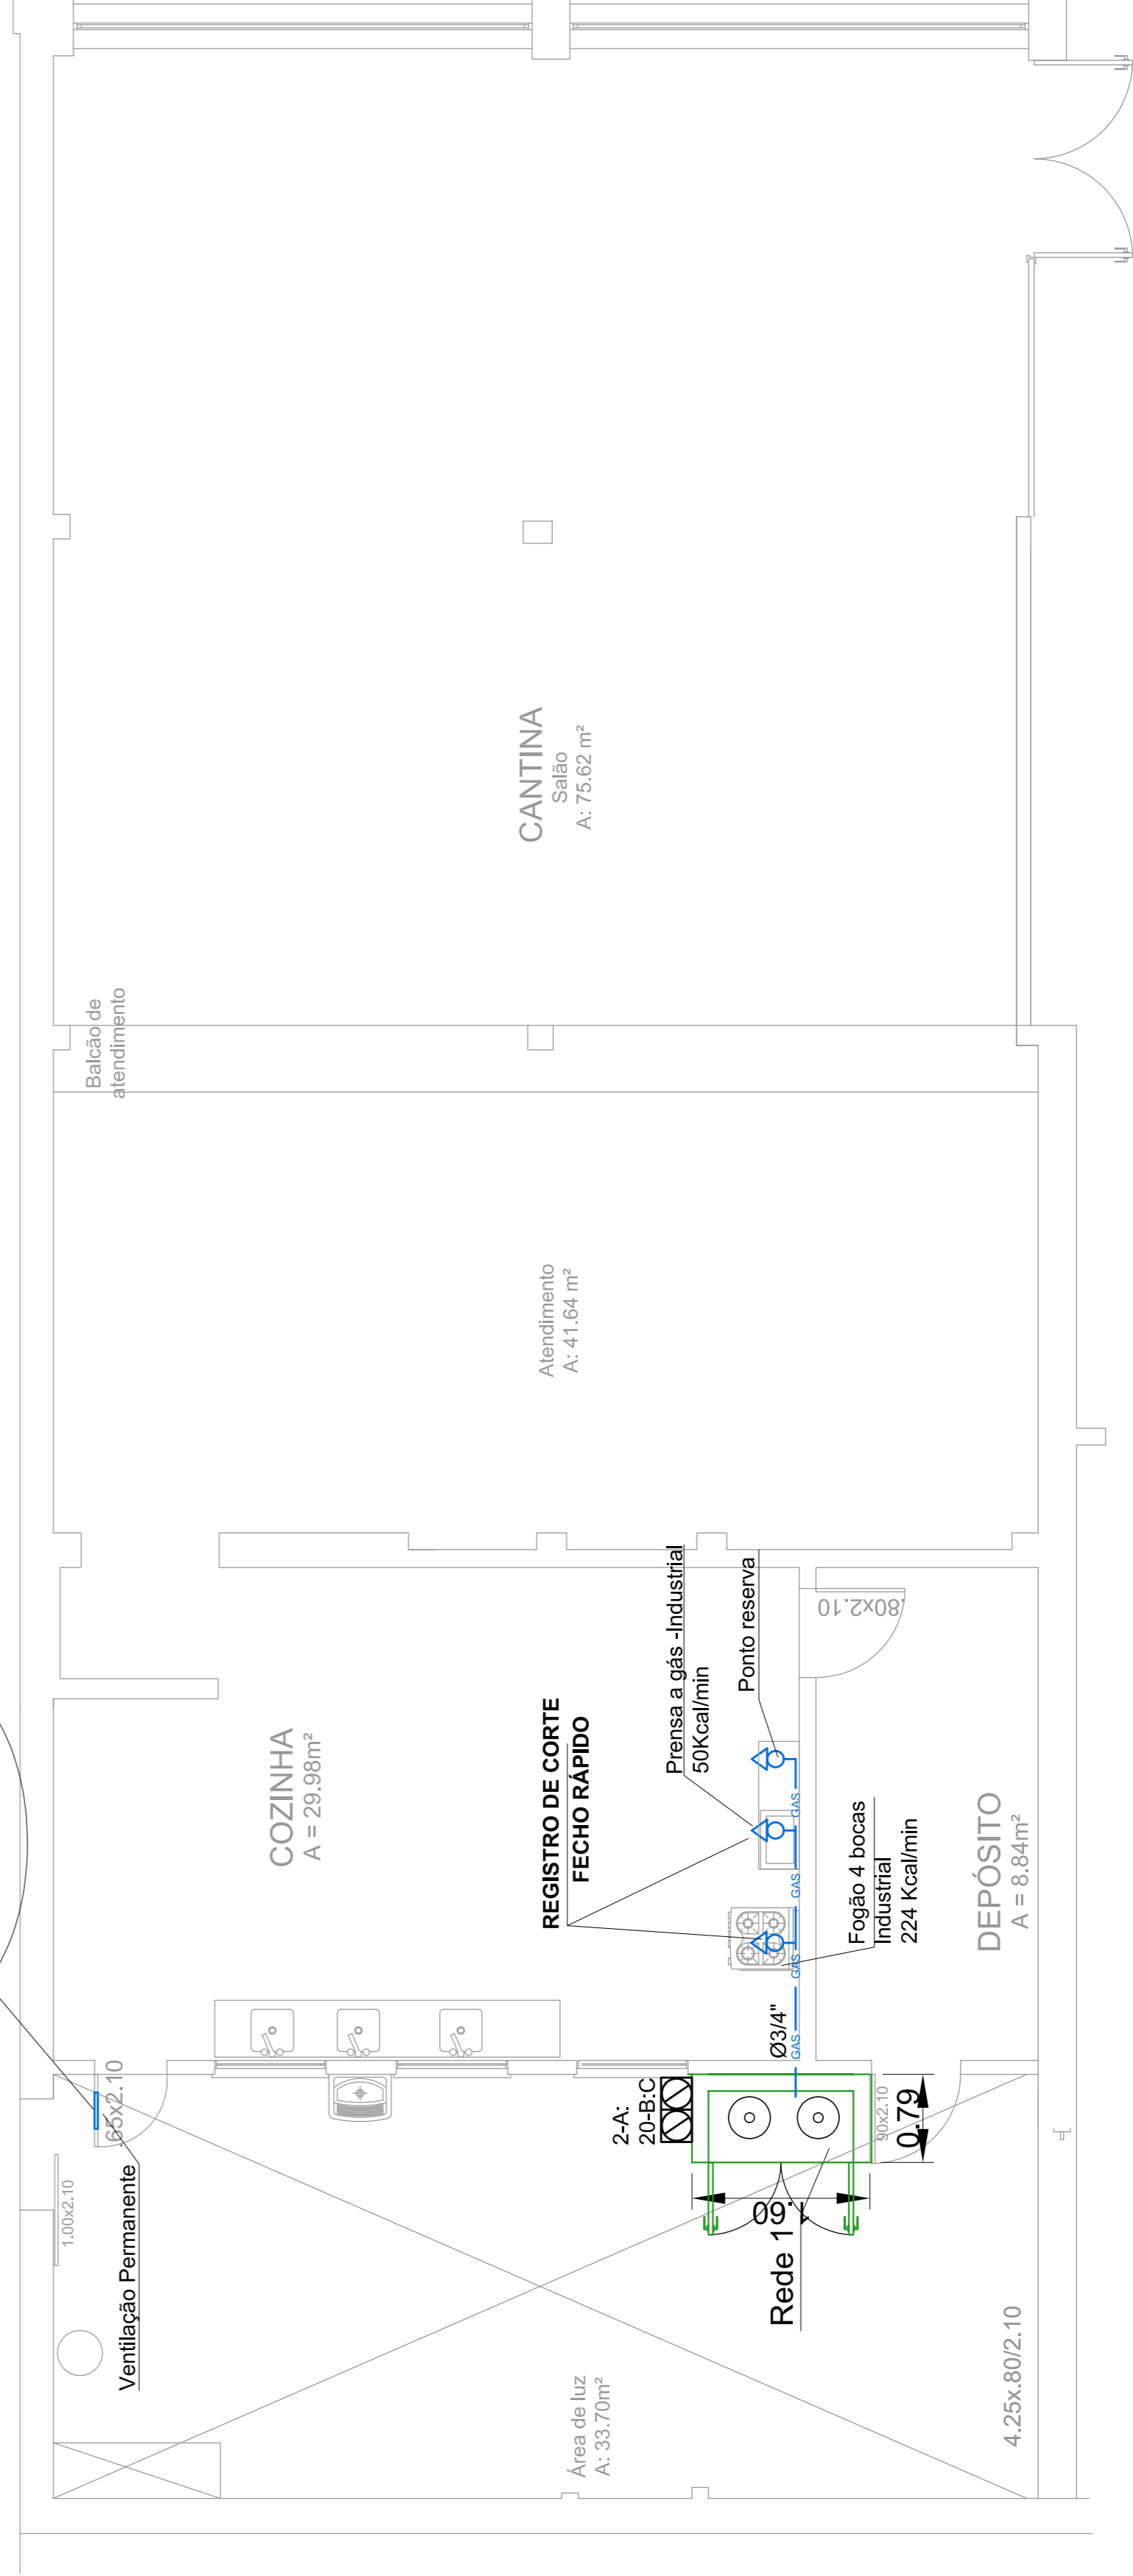 CANTINA
Salão
A: 75.62 m²
Balcão de
atendimento
Atendimento
A: 41.64 m²
COZINHA
A = 29.98m²
REGISTRO DE CORTE
FECHO RÁPIDO
Prensa a gás -Industrial
50Kcal/min
Ponto reserva
.80x2.10
GAS
GAS
GAS
GAS
Fogão 4 bocas
Industrial
224 Kcal/min
DEPÓSITO
A = 8.84m²
Ø3/4"
.65x2.10
1.00x2.10
Ventilação Permanente
2-A:
20-B:C
90x2.10
0.79
1.60
Rede 1
Área de luz
A: 33.70m²
4.25x.80/2.10